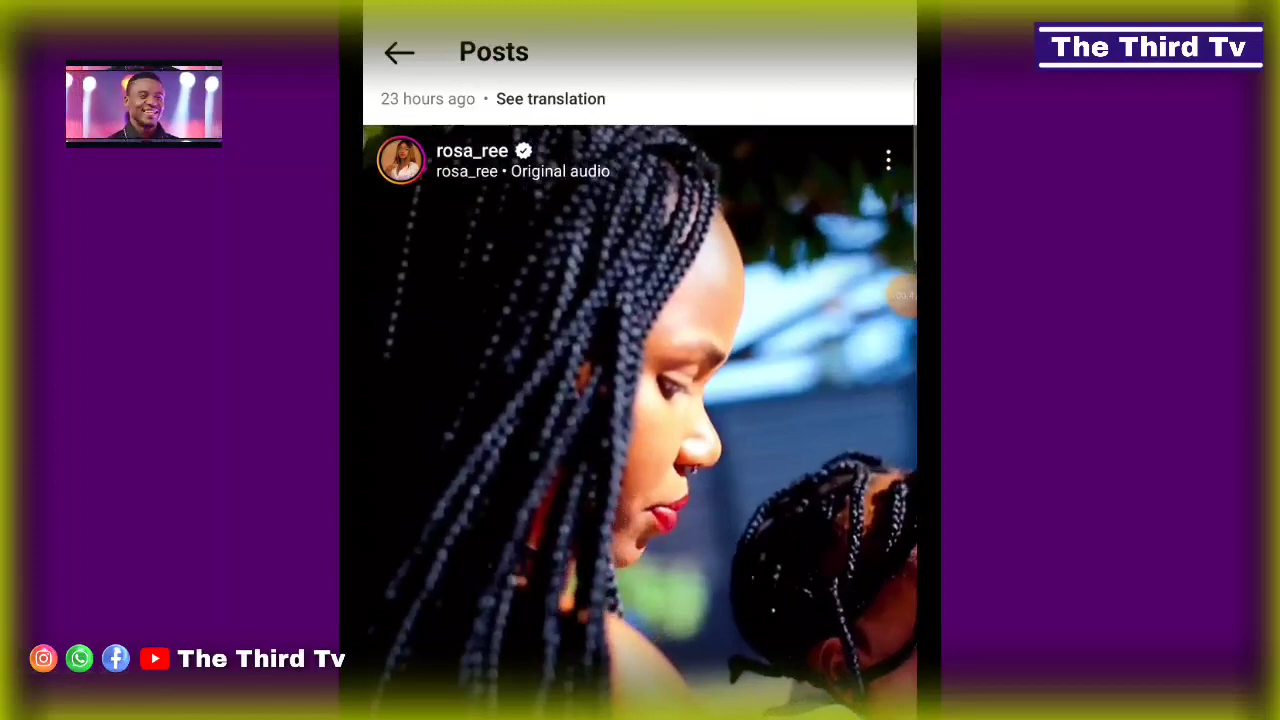 The Third Tv
Posts
23 hours ago • See translation
rosa_ree
rosa_ree • Original audio
The Third Tv